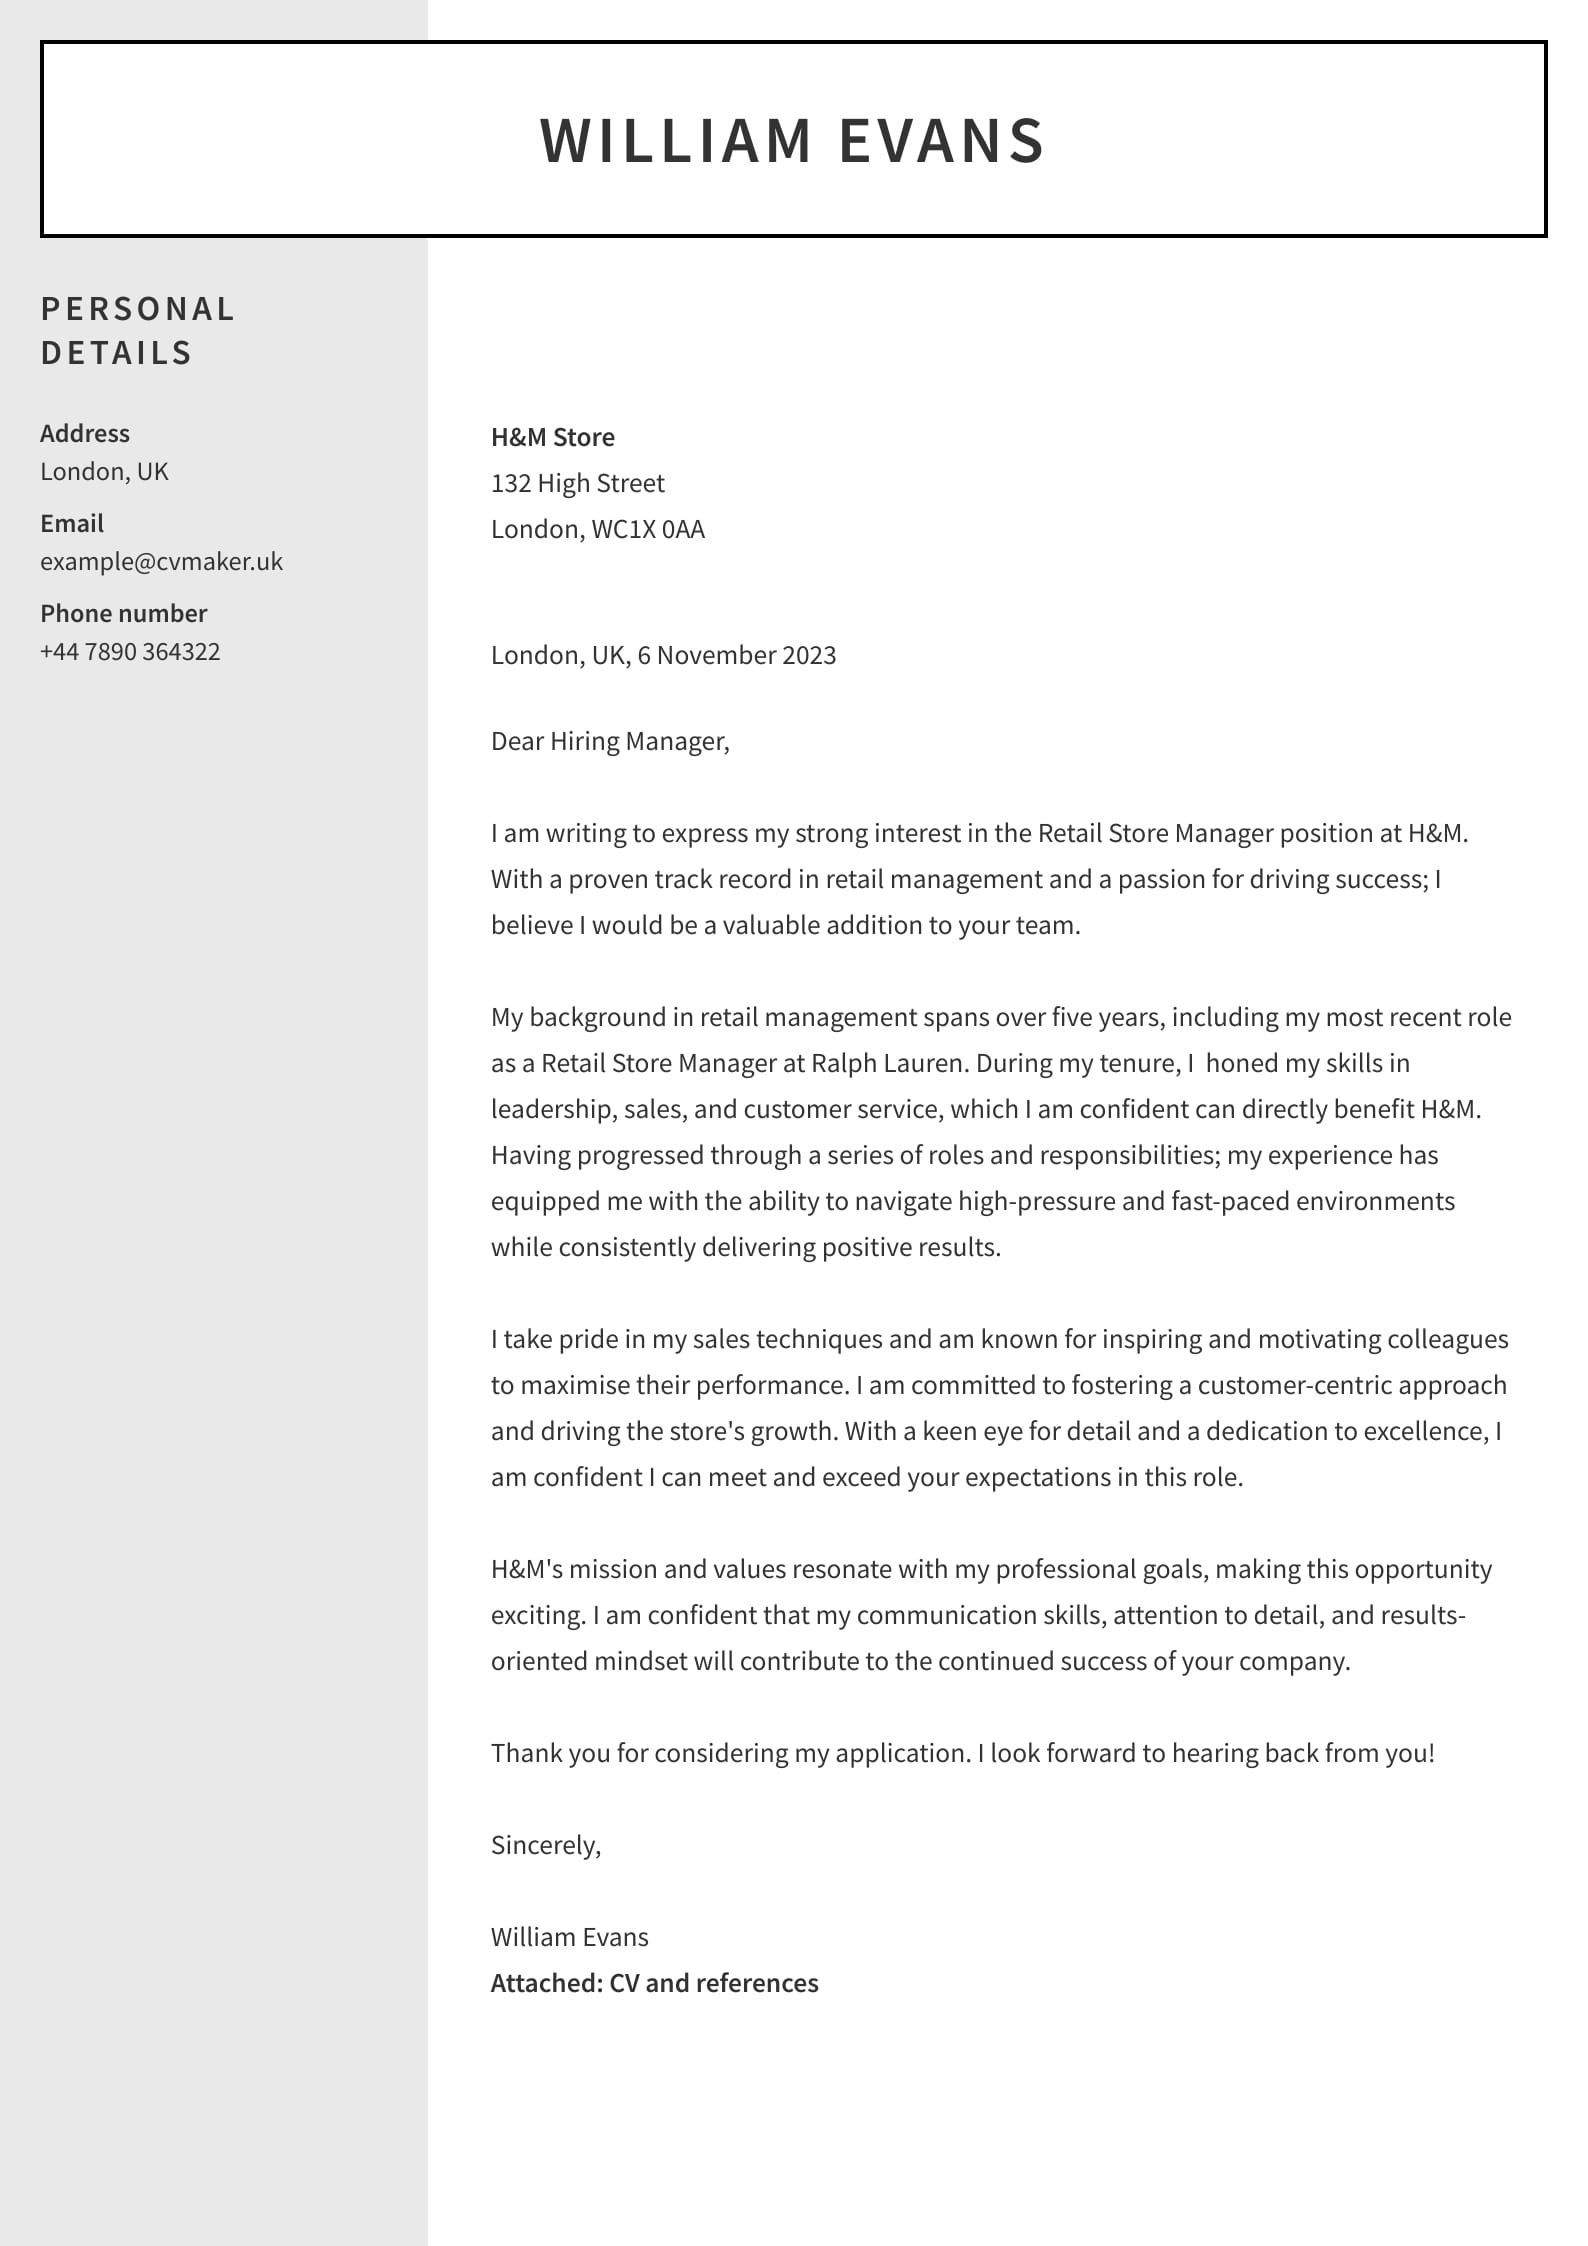 WILLIAM EVANS
PERSONAL
DETAILS
Address
London, UK
Email
example@cvmaker.uk
Phone number
+44 7890 364322
H&M Store
132 High Street
London, WC1X 0AA
London, UK, 6 November 2023
Dear Hiring Manager,
I am writing to express my strong interest in the Retail Store Manager position at H&M.
With a proven track record in retail management and a passion for driving success; I
believe I would be a valuable addition to your team.
My background in retail management spans over five years, including my most recent role
as a Retail Store Manager at Ralph Lauren. During my tenure, I  honed my skills in
leadership, sales, and customer service, which I am confident can directly benefit H&M.
Having progressed through a series of roles and responsibilities; my experience has
equipped me with the ability to navigate high-pressure and fast-paced environments
while consistently delivering positive results.
I take pride in my sales techniques and am known for inspiring and motivating colleagues
to maximise their performance. I am committed to fostering a customer-centric approach
and driving the store's growth. With a keen eye for detail and a dedication to excellence, I
am confident I can meet and exceed your expectations in this role.
H&M's mission and values resonate with my professional goals, making this opportunity
exciting. I am confident that my communication skills, attention to detail, and results-
oriented mindset will contribute to the continued success of your company.
Thank you for considering my application. I look forward to hearing back from you!
Sincerely,
William Evans
Attached: CV and references